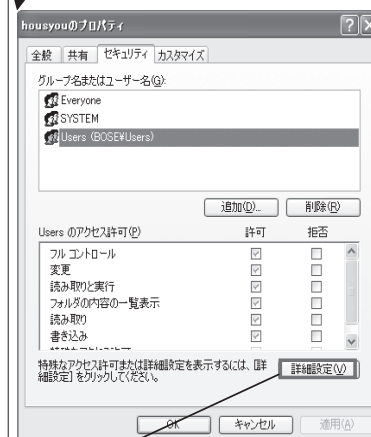 housyouのプロパティ
全般 共有 セキュリティ カスタマイズ
グループ名またはユーザー名(G):
Everyone
SYSTEM
Users (BOSE¥Users)
追加(D)... 削除(R)
Users のアクセス許可(P) 許可 拒否
フル コントロール
変更
読み取りと実行
フォルダの内容の一覧表示
読み取り
書き込み
特殊なアクセス許可または詳細設定を表示するには、[詳
細設定] をクリックしてください。
詳細設定(V)
OK キャンセル 適用(A)